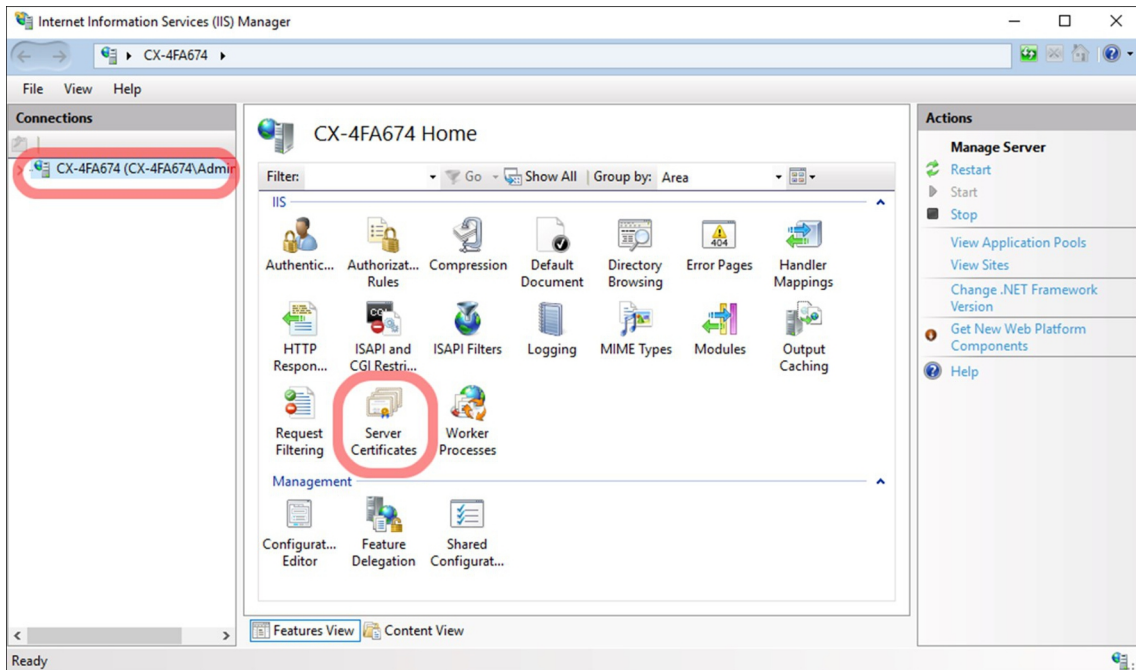 Internet Information Services (IIS) Manager
CX-4FA674
File View Help
Connections
CX-4FA674 (CX-4FA674\Admir
CX-4FA674 Home
Filter: Go Show All Group by: Area
IIS
Authentic... Authorizat... Compression Default Directory Error Pages Handler
Rules Document Browsing Mappings
404
CGI
HTTP ISAPI and ISAPI Filters Logging MIME Types Modules Output
Respon... CGI Restri... Caching
Request Server Worker
Filtering Certificates Processes
Management
Configurat... Feature Shared
Editor Delegation Configurat...
Features View Content View
Actions
Manage Server
Restart
Start
Stop
View Application Pools
View Sites
Change .NET Framework
Version
Get New Web Platform
Components
Help
Ready